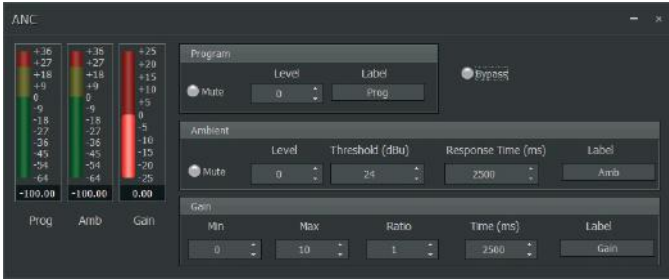 ANC
+36 +36 +25
+27 +27 +20
+18 +18 +15
+9 +9 +10
0 0 +5
-9 -9 0
-18 -18 -5
-27 -27 -10
-36 -36 -15
-45 -45 -20
-54 -54 -25
-64 -64
-100.00 -100.00 0.00
Prog Amb Gain
Program
Level Label
Mute 0 Prog
Bypass
Ambient
Level Threshold (dBu) Response Time (ms) Label
Mute 0 24 2500 Amb
Gain
Min Max Ratio Time (ms) Label
0 10 1 2500 Gain